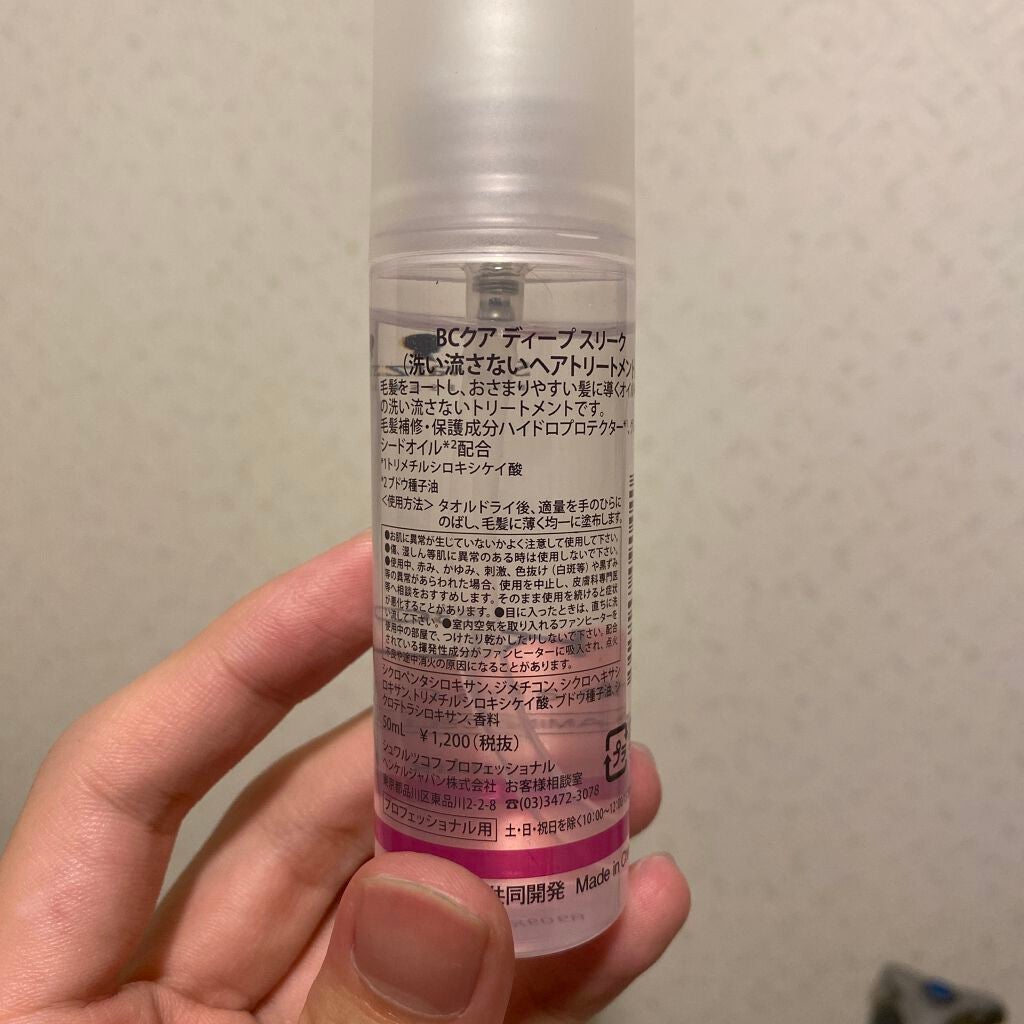 BCクア ディープ スリーク
(洗い流さないヘアトリートメント
毛髪をコートし、おさまりやすい髪に導くオイル
の洗い流さないトリートメントです。
毛髪補修・保護成分ハイドロプロテクター*¹、
シードオイル*²配合
*1トリメチルシロキシケイ酸
*2 ブドウ種子油
<使用方法> タオルドライ後、適量を手のひらに
のばし、毛髪に薄く均一に塗布します。
●お肌に異常が生じていないかよく注意して使用して下さい。
●傷、湿しん等肌に異常のある時は使用しないで下さい。
●使用中、赤み、かゆみ、刺激、色抜け(白斑等)や黒ずみ
等の異常があらわれた場合、使用を中止し、皮膚科専門医
等へ相談をおすすめします。そのまま使用を続けると症状
が悪化することがあります。●目に入ったときは、直ちに洗
い流して下さい。●室内空気を取り入れるファンヒーターを
使用中の部屋で、つけたり乾かしたりしないで下さい。配合
されている揮発性成分がファンヒーターに吸入され、点火
不良や途中消火の原因になることがあります。
シクロペンタシロキサン、ジメチコン、シクロヘキサシ
ロキサン、トリメチルシロキシケイ酸、ブドウ種子油、シ
クロテトラシロキサン、香料
50mL ¥1,200(税抜)
シュワルツコフ プロフェッショナル
ヘンケルジャパン株式会社 お客様相談室
東京都品川区東品川2-2-8 ☎(03)3472-3078
プロフェッショナル用 土・日・祝日を除く10:00~12:00
共同開発 Made in
プラ